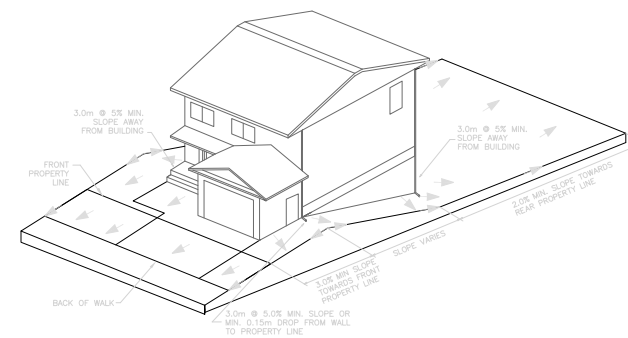 3.0m @ 5% MIN.
SLOPE AWAY
FROM BUILDING
FRONT
PROPERTY
LINE
3.0m @ 5% MIN.
SLOPE AWAY
FROM BUILDING
2.0% MIN. SLOPE TOWARDS
REAR PROPERTY LINE
SLOPE VARIES
3.0% MIN SLOPE
TOWARDS FRONT
PROPERTY LINE
BACK OF WALK
3.0m @ 5.0% MIN. SLOPE OR
MIN. 0.15m DROP FROM WALL
TO PROPERTY LINE